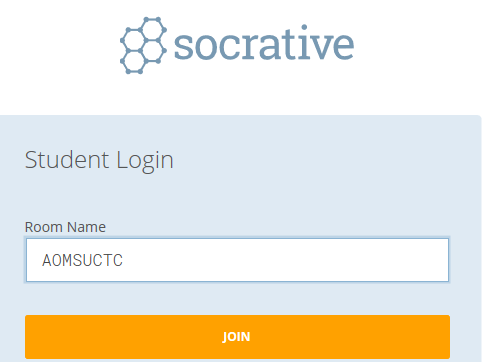 socrative
Student Login
Room Name
AOMSUCTC
JOIN